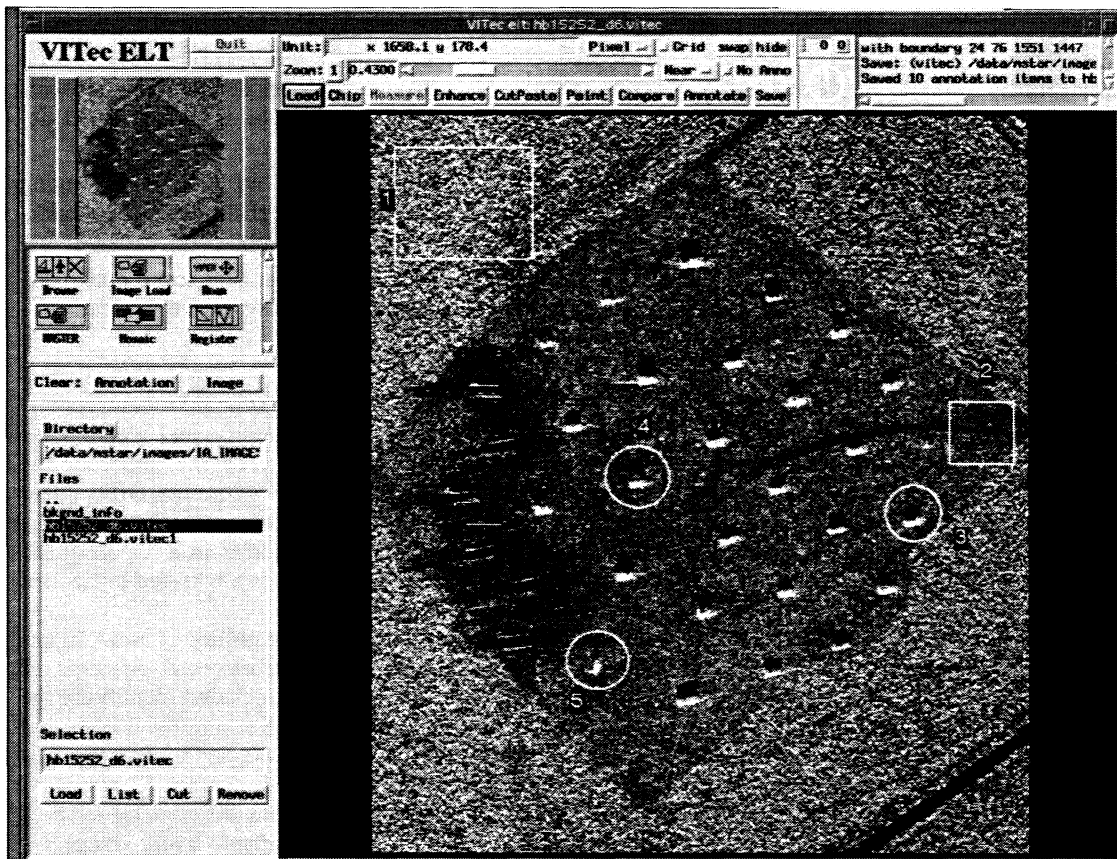 VITec elt: hb15252_d6.vitec
VITec ELT
Quit
Unit: x 1658.1 y 178.4 Pixel Grid swap hide 0 0
Zoom: 1 0.4300 Near No Anno
Load Chip Measure Enhance CutPaste Paint Compare Annotate Save
with boundary 24 76 1551 1447
Save: (vitec) /data/mstar/image
Saved 10 annotation items to hb
Browse Image Load Roam
Mosaic Register
Clear: Annotation Image
Directory
/data/mstar/images/IA_IMAGES
Files
..
bkgnd_info
hb15252_d6.vitec1
Selection
hb15252_d6.vitec
Load List Cut Remove
1
2
4
3
5